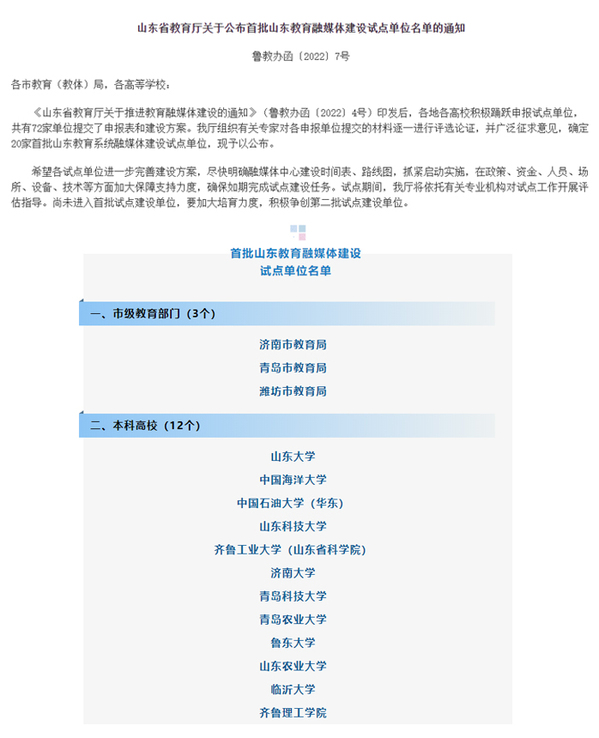 山东省教育厅关于公布首批山东教育融媒体建设试点单位名单的通知
鲁教办函〔2022〕7号
各市教育（教体）局，各高等学校：
《山东省教育厅关于推进教育融媒体建设的通知》（鲁教办函〔2022〕4号）印发后，各地各高校积极踊跃申报试点单位，
共有72家单位提交了申报表和建设方案。我厅组织有关专家对各申报单位提交的材料逐一进行评选论证，并广泛征求意见，确定
20家首批山东教育系统融媒体建设试点单位，现予以公布。
希望各试点单位进一步完善建设方案，尽快明确融媒体中心建设时间表、路线图，抓紧启动实施，在政策、资金、人员、场
所、设备、技术等方面加大保障支持力度，确保如期完成试点建设任务。试点期间，我厅将依托有关专业机构对试点工作开展评
估指导。尚未进入首批试点建设单位，要加大培育力度，积极争创第二批试点建设单位。
首批山东教育融媒体建设
试点单位名单
一、市级教育部门（3个）
济南市教育局
青岛市教育局
潍坊市教育局
二、本科高校（12个）
山东大学
中国海洋大学
中国石油大学（华东）
山东科技大学
齐鲁工业大学（山东省科学院）
济南大学
青岛科技大学
青岛农业大学
鲁东大学
山东农业大学
临沂大学
齐鲁理工学院